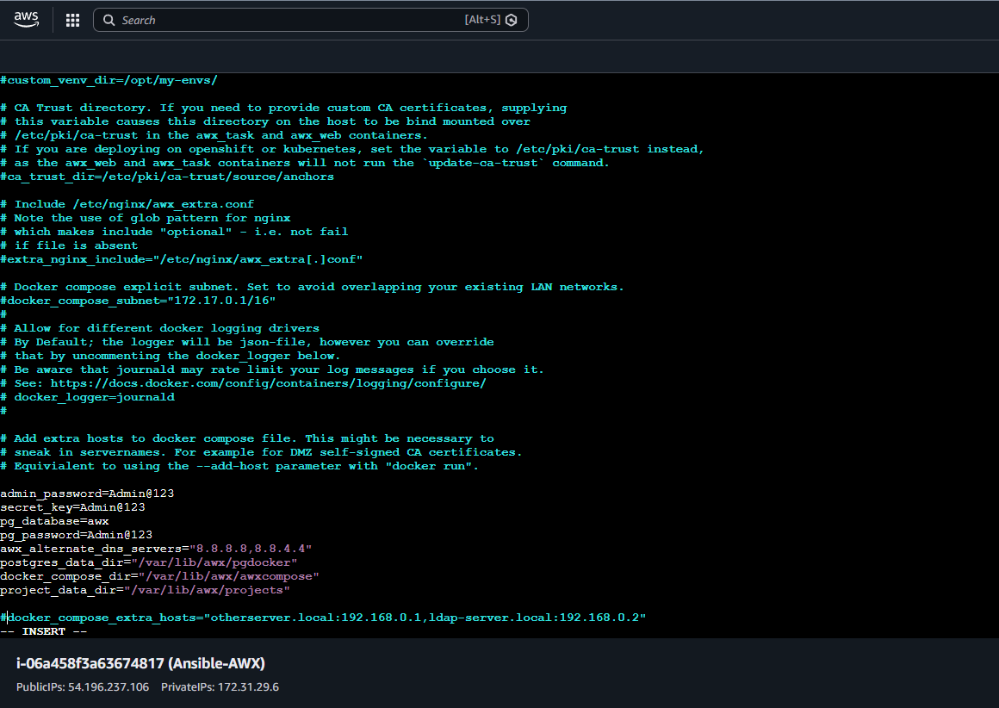 aws
Search [Alt+S]
#custom_venv_dir=/opt/my-envs/
# CA Trust directory. If you need to provide custom CA certificates, supplying
# this variable causes this directory on the host to be bind mounted over
# /etc/pki/ca-trust in the awx_task and awx_web containers.
# If you are deploying on openshift or kubernetes, set the variable to /etc/pki/ca-trust instead,
# as the awx_web and awx_task containers will not run the `update-ca-trust` command.
#ca_trust_dir=/etc/pki/ca-trust/source/anchors
# Include /etc/nginx/awx_extra.conf
# Note the use of glob pattern for nginx
# which makes include "optional" - i.e. not fail
# if file is absent
#extra_nginx_include="/etc/nginx/awx_extra[.]conf"
# Docker compose explicit subnet. Set to avoid overlapping your existing LAN networks.
#docker_compose_subnet="172.17.0.1/16"
#
# Allow for different docker logging drivers
# By Default; the logger will be json-file, however you can override
# that by uncommenting the docker_logger below.
# Be aware that journald may rate limit your log messages if you choose it.
# See: https://docs.docker.com/config/containers/logging/configure/
# docker_logger=journald
#
# Add extra hosts to docker compose file. This might be necessary to
# sneak in servernames. For example for DMZ self-signed CA certificates.
# Equivialent to using the --add-host parameter with "docker run".
admin_password=Admin@123
secret_key=Admin@123
pg_database=awx
pg_password=Admin@123
awx_alternate_dns_servers="8.8.8.8,8.8.4.4"
postgres_data_dir="/var/lib/awx/pgdocker"
docker_compose_dir="/var/lib/awx/awxcompose"
project_data_dir="/var/lib/awx/projects"
#docker_compose_extra_hosts="otherserver.local:192.168.0.1,ldap-server.local:192.168.0.2"
-- INSERT --
i-06a458f3a63674817 (Ansible-AWX)
PublicIPs: 54.196.237.106 PrivateIPs: 172.31.29.6